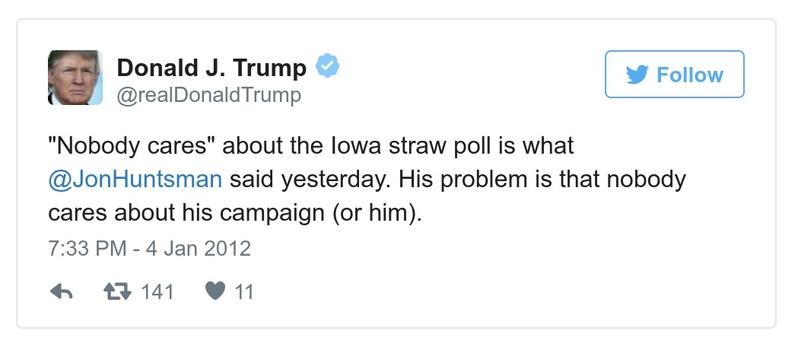 Donald J. Trump
@realDonaldTrump
Follow
"Nobody cares" about the Iowa straw poll is what
@JonHuntsman said yesterday. His problem is that nobody
cares about his campaign (or him).
7:33 PM - 4 Jan 2012
141 11